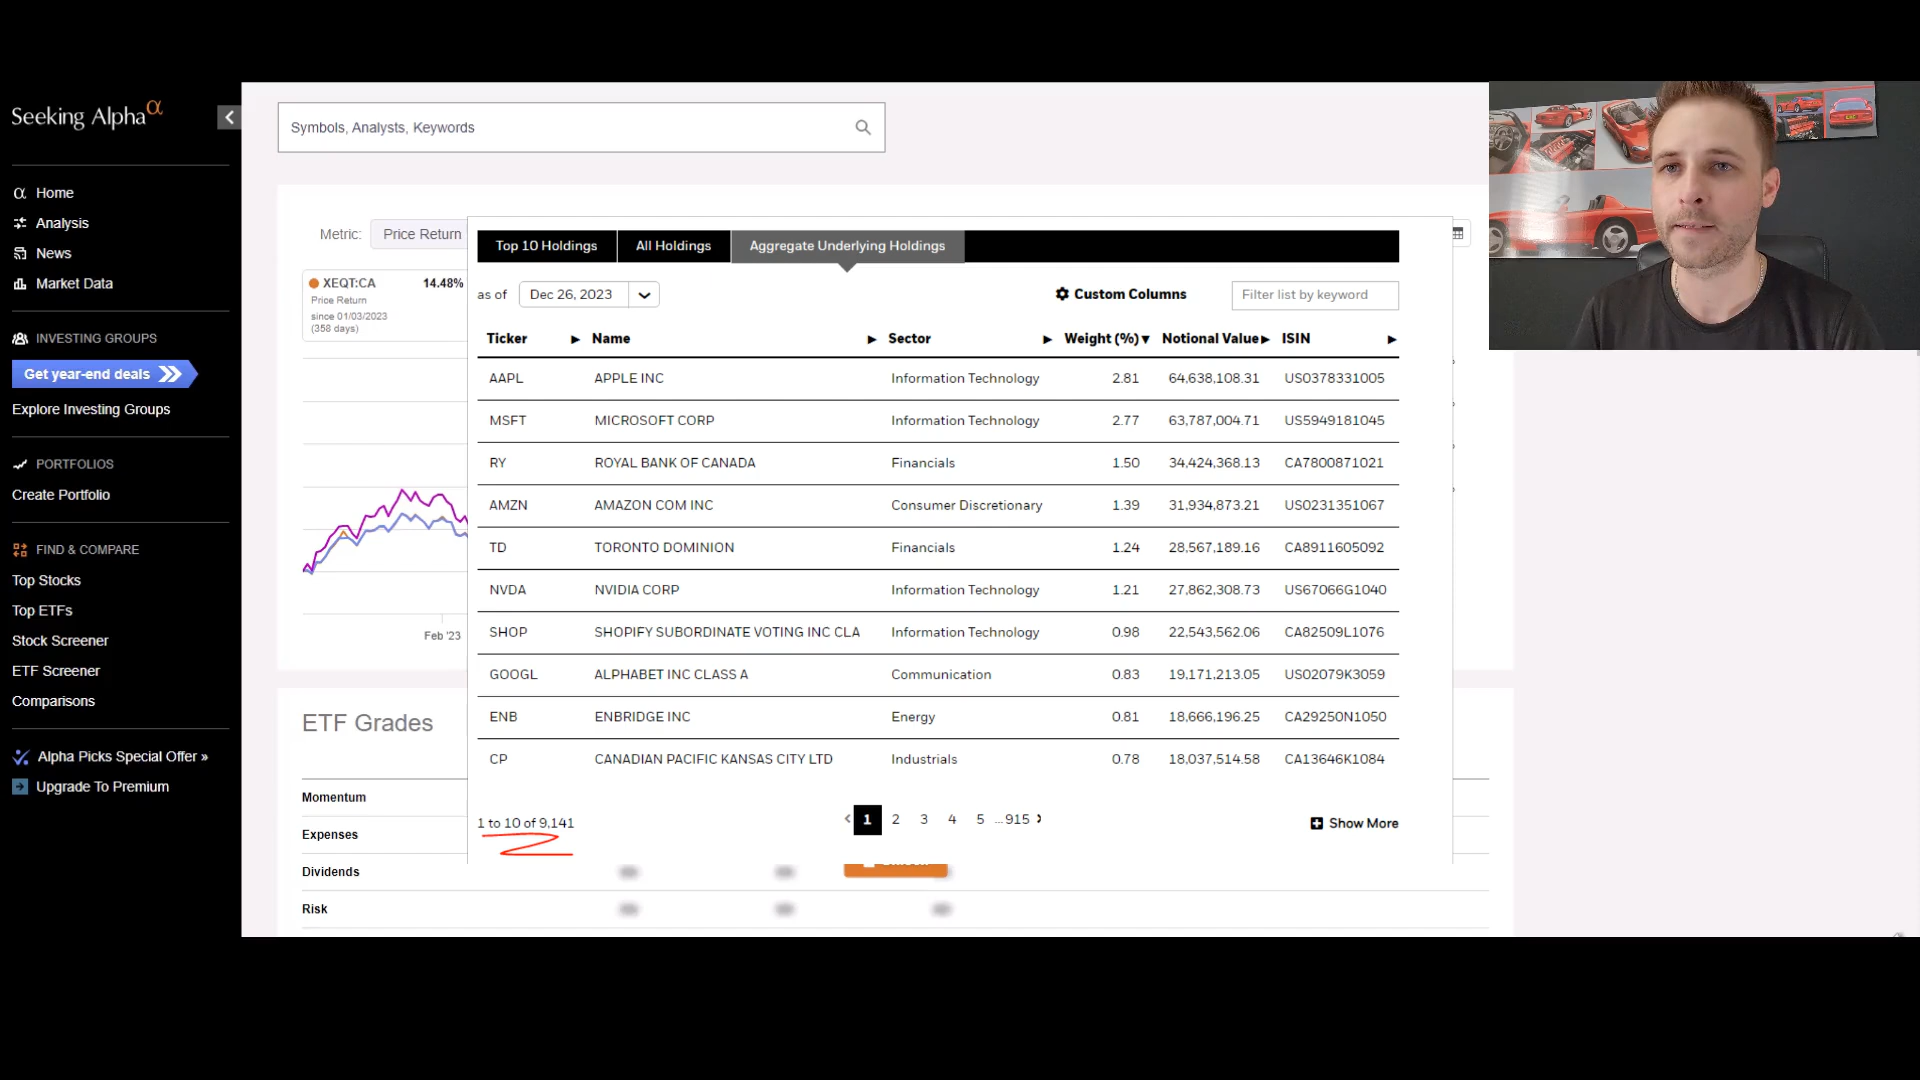 Seeking Alpha α
Home
Analysis
News
Market Data
INVESTING GROUPS
Get year-end deals
Explore Investing Groups
PORTFOLIOS
Create Portfolio
FIND & COMPARE
Top Stocks
Top ETFs
Stock Screener
ETF Screener
Comparisons
Alpha Picks Special Offer »
Upgrade To Premium
Symbols, Analysts, Keywords
Metric: Price Return
XEQT:CA 14.48%
Price Return
since 01/03/2023
(358 days)
Feb '23
Top 10 Holdings All Holdings Aggregate Underlying Holdings
as of Dec 26, 2023 Custom Columns Filter list by keyword
Ticker Name Sector Weight (%) Notional Value ISIN
AAPL APPLE INC Information Technology 2.81 64,638,108.31 US0378331005
MSFT MICROSOFT CORP Information Technology 2.77 63,787,004.71 US5949181045
RY ROYAL BANK OF CANADA Financials 1.50 34,424,368.13 CA7800871021
AMZN AMAZON COM INC Consumer Discretionary 1.39 31,934,873.21 US0231351067
TD TORONTO DOMINION Financials 1.24 28,567,189.16 CA8911605092
NVDA NVIDIA CORP Information Technology 1.21 27,862,308.73 US67066G1040
SHOP SHOPIFY SUBORDINATE VOTING INC CLA Information Technology 0.98 22,543,562.06 CA82509L1076
GOOGL ALPHABET INC CLASS A Communication 0.83 19,171,213.05 US02079K3059
ENB ENBRIDGE INC Energy 0.81 18,666,196.25 CA29250N1050
CP CANADIAN PACIFIC KANSAS CITY LTD Industrials 0.78 18,037,514.58 CA13646K1084
1 to 10 of 9,141 1 2 3 4 5 ...915 Show More
ETF Grades
Momentum
Expenses
Dividends
Risk